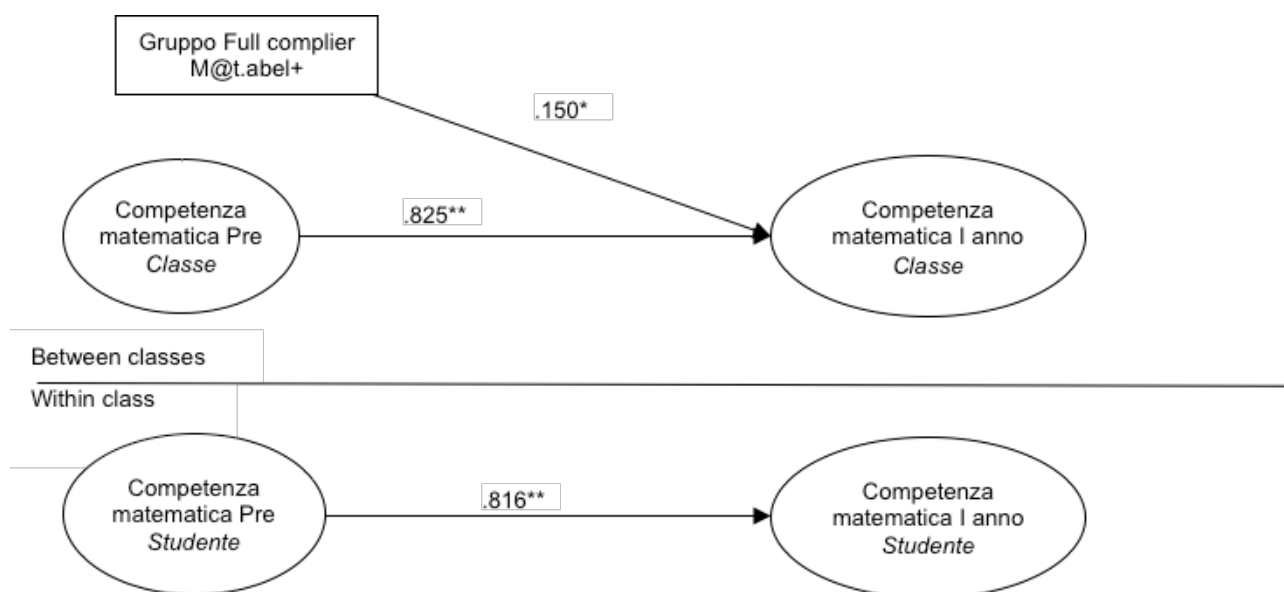 Gruppo Full complier
M@t.abel+
.150*
Competenza
matematica Pre
Classe
.825**
Competenza
matematica I anno
Classe
Between classes
Within class
Competenza
matematica Pre
Studente
.816**
Competenza
matematica I anno
Studente